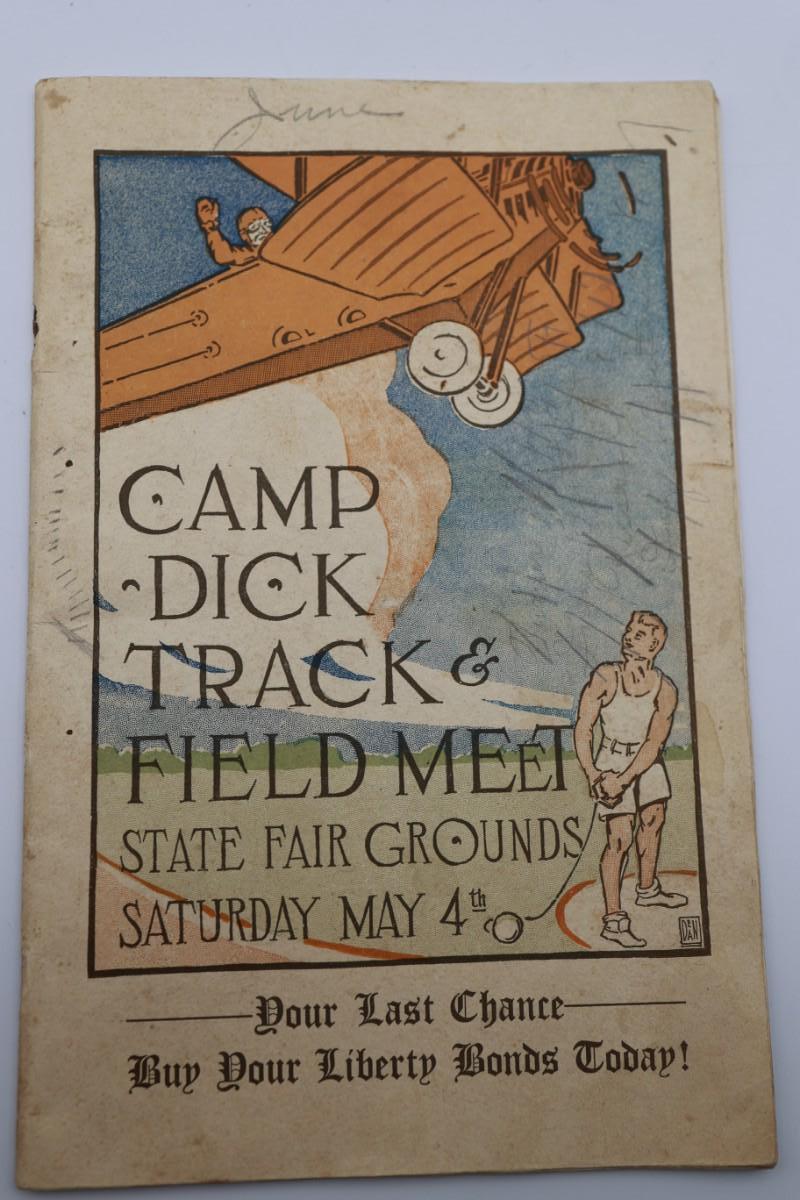 June
CAMP
DICK
TRACK &
FIELD MEET
STATE FAIR GROUNDS
SATURDAY MAY 4th
Your Last Chance
Buy Your Liberty Bonds Today!